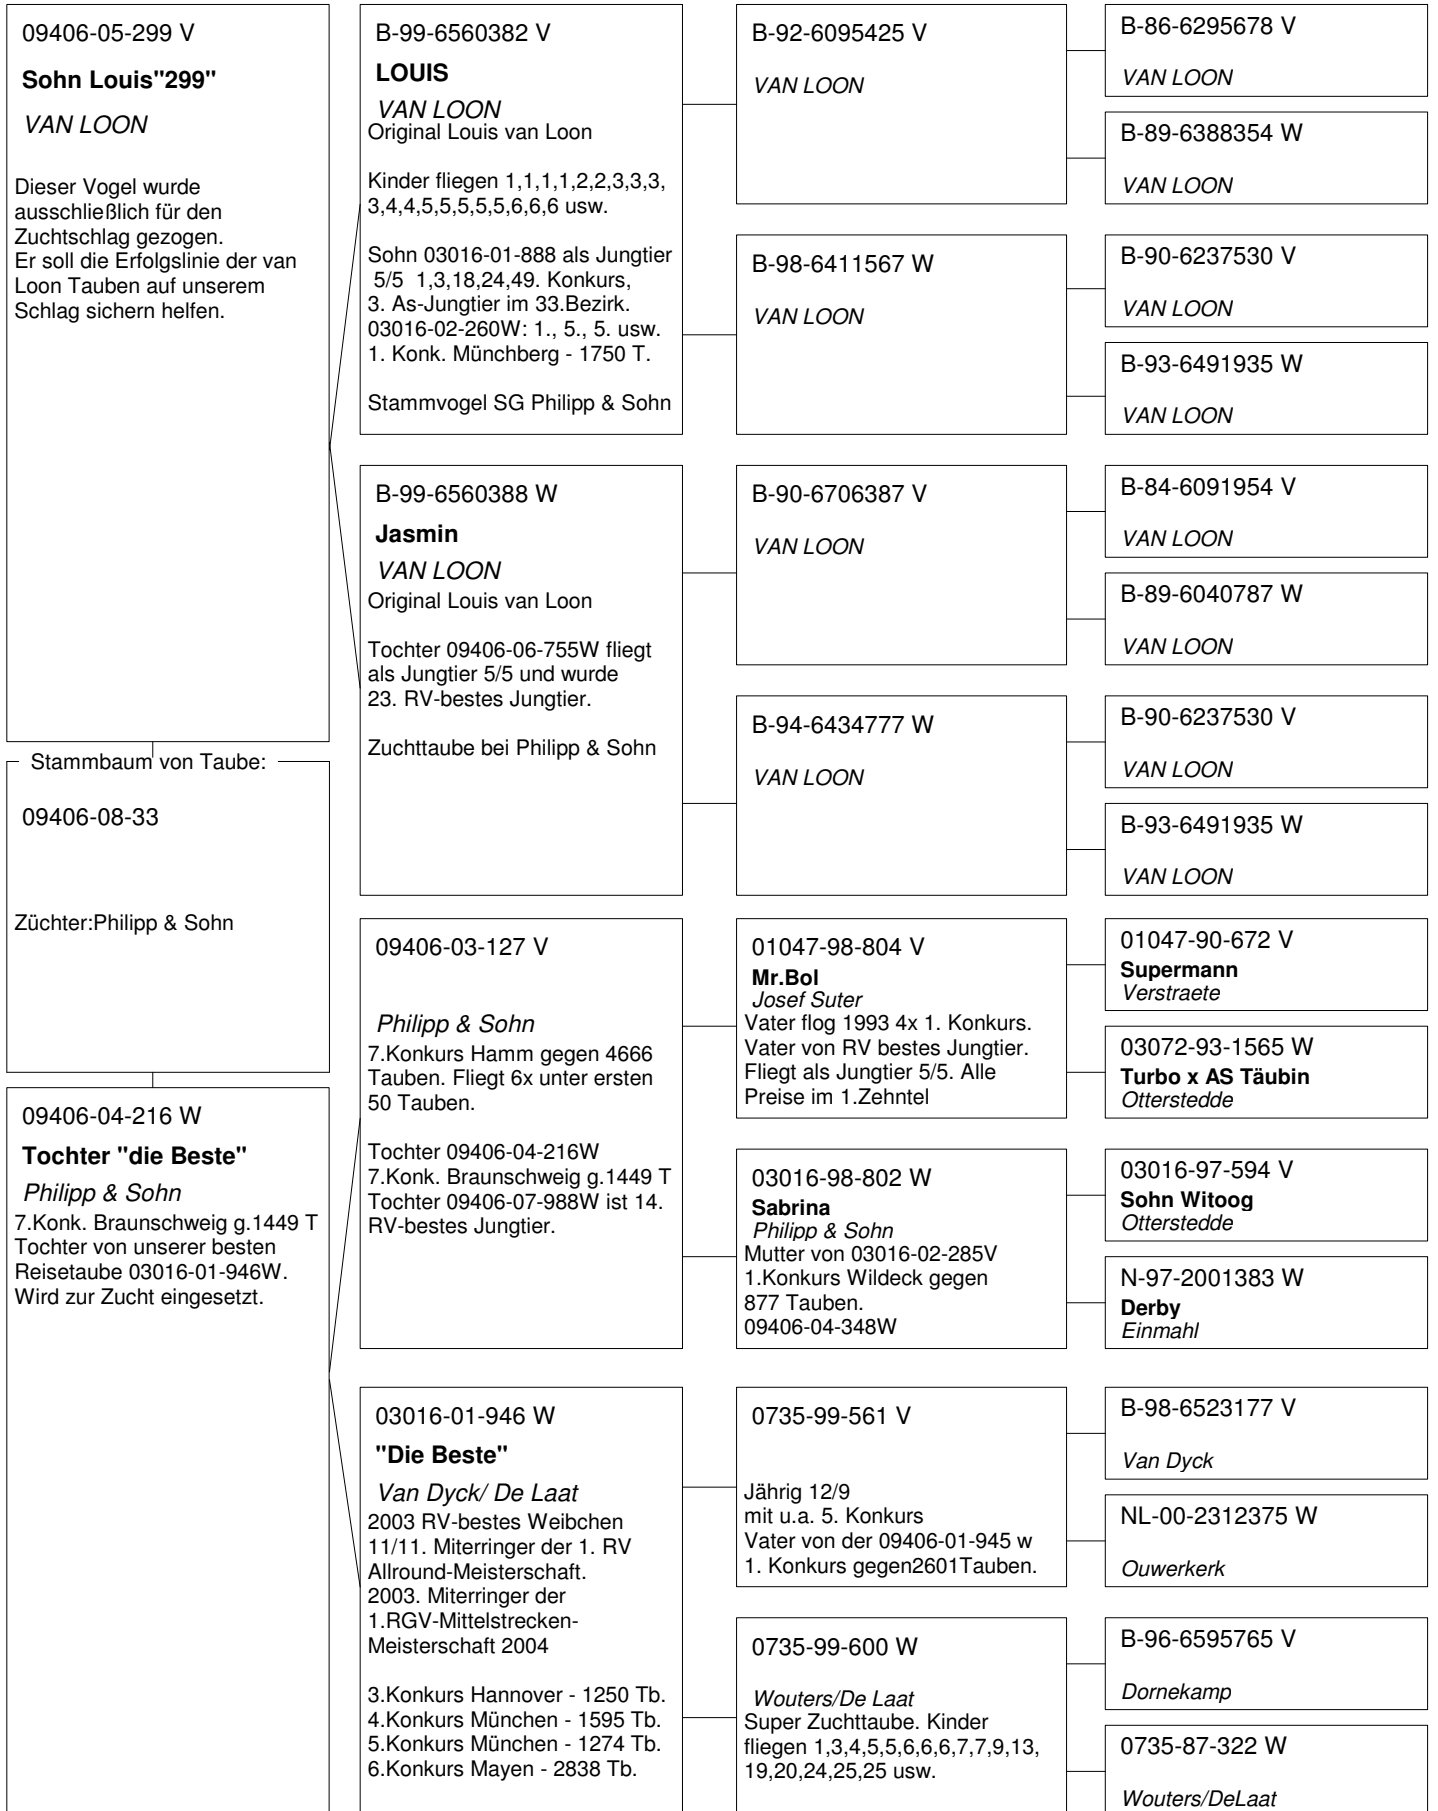 09406-05-299 V
Sohn Louis"299"
VAN LOON
Dieser Vogel wurde
ausschließlich für den
Zuchtschlag gezogen.
Er soll die Erfolgslinie der van
Loon Tauben auf unserem
Schlag sichern helfen.
Stammbaum von Taube:
09406-08-33
Züchter:Philipp & Sohn
09406-04-216 W
Tochter "die Beste"
Philipp & Sohn
7.Konk. Braunschweig g.1449 T
Tochter von unserer besten
Reisetaube 03016-01-946W.
Wird zur Zucht eingesetzt.
B-99-6560382 V
LOUIS
VAN LOON
Original Louis van Loon
Kinder fliegen 1,1,1,1,2,2,3,3,3,
3,4,4,5,5,5,5,5,6,6,6 usw.
Sohn 03016-01-888 als Jungtier
5/5  1,3,18,24,49. Konkurs,
3. As-Jungtier im 33.Bezirk.
03016-02-260W: 1., 5., 5. usw.
1. Konk. Münchberg - 1750 T.
Stammvogel SG Philipp & Sohn
B-99-6560388 W
Jasmin
VAN LOON
Original Louis van Loon
Tochter 09406-06-755W fliegt
als Jungtier 5/5 und wurde
23. RV-bestes Jungtier.
Zuchttaube bei Philipp & Sohn
09406-03-127 V
Philipp & Sohn
7.Konkurs Hamm gegen 4666
Tauben. Fliegt 6x unter ersten
50 Tauben.
Tochter 09406-04-216W
7.Konk. Braunschweig g.1449 T
Tochter 09406-07-988W ist 14.
RV-bestes Jungtier.
03016-01-946 W
"Die Beste"
Van Dyck/ De Laat
2003 RV-bestes Weibchen
11/11. Miterringer der 1. RV
Allround-Meisterschaft.
2003. Miterringer der
1.RGV-Mittelstrecken-
Meisterschaft 2004
3.Konkurs Hannover - 1250 Tb.
4.Konkurs München - 1595 Tb.
5.Konkurs München - 1274 Tb.
6.Konkurs Mayen - 2838 Tb.
B-92-6095425 V
VAN LOON
B-98-6411567 W
VAN LOON
B-90-6706387 V
VAN LOON
B-94-6434777 W
VAN LOON
01047-98-804 V
Mr.Bol
Josef Suter
Vater flog 1993 4x 1. Konkurs.
Vater von RV bestes Jungtier.
Fliegt als Jungtier 5/5. Alle
Preise im 1.Zehntel
03016-98-802 W
Sabrina
Philipp & Sohn
Mutter von 03016-02-285V
1.Konkurs Wildeck gegen
877 Tauben.
09406-04-348W
0735-99-561 V
Jährig 12/9
mit u.a. 5. Konkurs
Vater von der 09406-01-945 w
1. Konkurs gegen2601Tauben.
0735-99-600 W
Wouters/De Laat
Super Zuchttaube. Kinder
fliegen 1,3,4,5,5,6,6,6,7,7,9,13,
19,20,24,25,25 usw.
B-86-6295678 V
VAN LOON
B-89-6388354 W
VAN LOON
B-90-6237530 V
VAN LOON
B-93-6491935 W
VAN LOON
B-84-6091954 V
VAN LOON
B-89-6040787 W
VAN LOON
B-90-6237530 V
VAN LOON
B-93-6491935 W
VAN LOON
01047-90-672 V
Supermann
Verstraete
03072-93-1565 W
Turbo x AS Täubin
Otterstedde
03016-97-594 V
Sohn Witoog
Otterstedde
N-97-2001383 W
Derby
Einmahl
B-98-6523177 V
Van Dyck
NL-00-2312375 W
Ouwerkerk
B-96-6595765 V
Dornekamp
0735-87-322 W
Wouters/DeLaat